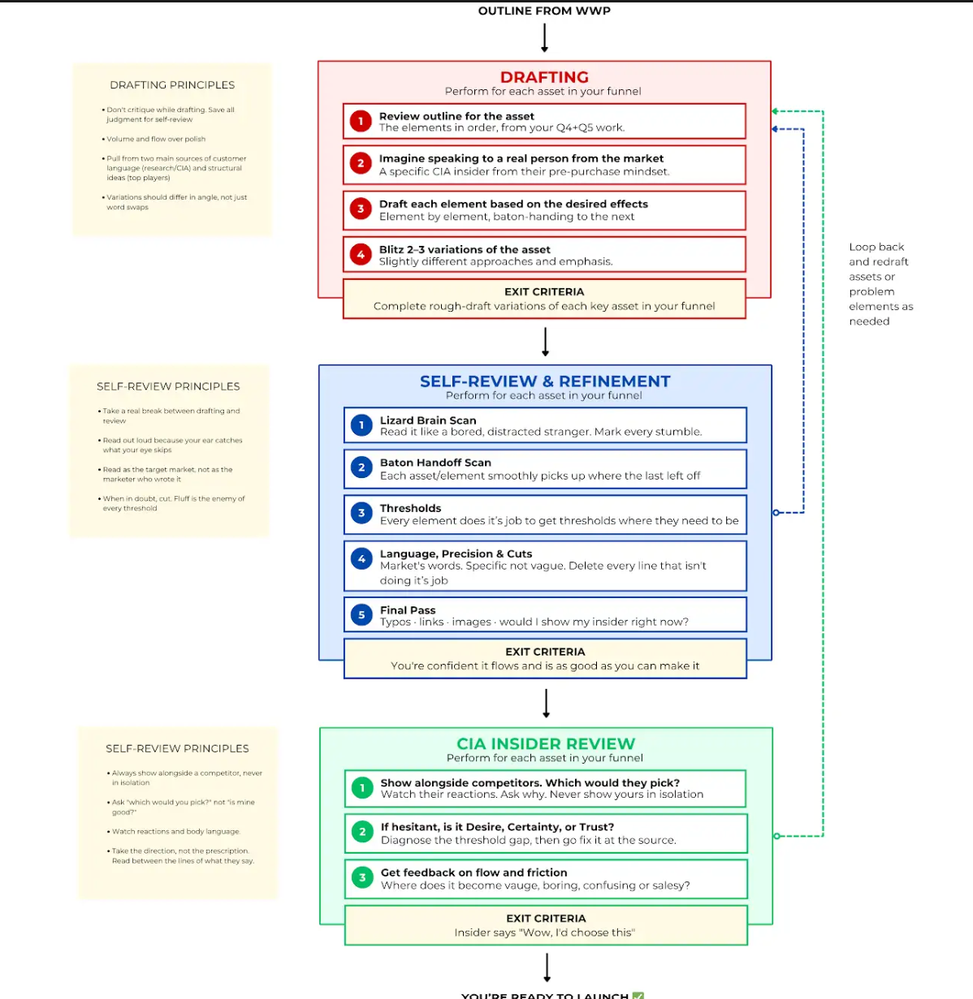 OUTLINE FROM WWP
DRAFTING PRINCIPLES
• Don't critique while drafting. Save all
judgment for self-review
• Volume and flow over polish
• Pull from two main sources of customer
language (research/CIA) and structural
ideas (top players)
• Variations should differ in angle, not just
word swaps
DRAFTING
Perform for each asset in your funnel
1
Review outline for the asset
The elements in order, from your Q4+Q5 work.
2
Imagine speaking to a real person from the market
A specific CIA insider from their pre-purchase mindset.
3
Draft each element based on the desired effects
Element by element, baton-handing to the next
4
Blitz 2–3 variations of the asset
Slightly different approaches and emphasis.
EXIT CRITERIA
Complete rough-draft variations of each key asset in your funnel
Loop back
and redraft
assets or
problem
elements as
needed
SELF-REVIEW PRINCIPLES
• Take a real break between drafting and
review
• Read out loud because your ear catches
what your eye skips
• Read as the target market, not as the
marketer who wrote it
• When in doubt, cut. Fluff is the enemy of
every threshold
SELF-REVIEW & REFINEMENT
Perform for each asset in your funnel
1
Lizard Brain Scan
Read it like a bored, distracted stranger. Mark every stumble.
2
Baton Handoff Scan
Each asset/element smoothly picks up where the last left off
3
Thresholds
Every element does it's job to get thresholds where they need to be
4
Language, Precision & Cuts
Market's words. Specific not vague. Delete every line that isn't
doing it's job
5
Final Pass
Typos · links · images · would I show my insider right now?
EXIT CRITERIA
You're confident it flows and is as good as you can make it
SELF-REVIEW PRINCIPLES
• Always show alongside a competitor, never
in isolation
• Ask "which would you pick?" not "is mine
good?"
• Watch reactions and body language.
• Take the direction, not the prescription.
Read between the lines of what they say.
CIA INSIDER REVIEW
Perform for each asset in your funnel
1
Show alongside competitors. Which would they pick?
Watch their reactions. Ask why. Never show yours in isolation
2
If hesitant, is it Desire, Certainty, or Trust?
Diagnose the threshold gap, then go fix it at the source.
3
Get feedback on flow and friction
Where does it become vauge, boring, confusing or salesy?
EXIT CRITERIA
Insider says "Wow, I'd choose this"
YOU'RE READY TO LAUNCH ✅